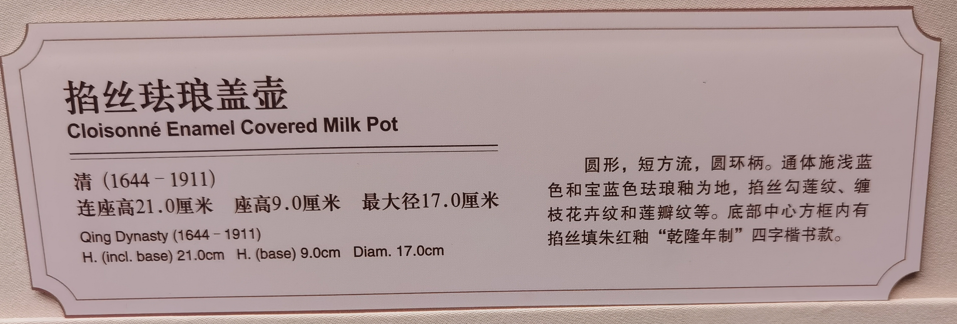 掐丝珐琅盖壶
Cloisonné Enamel Covered Milk Pot
清（1644－1911）
连座高21.0厘米 座高9.0厘米 最大径17.0厘米
Qing Dynasty (1644－1911)
H. (incl. base) 21.0cm H. (base) 9.0cm Diam. 17.0cm
圆形，短方流，圆环柄。通体施浅蓝
色和宝蓝色珐琅釉为地，掐丝勾莲纹、缠
枝花卉纹和莲瓣纹等。底部中心方框内有
掐丝填朱红釉“乾隆年制”四字楷书款。